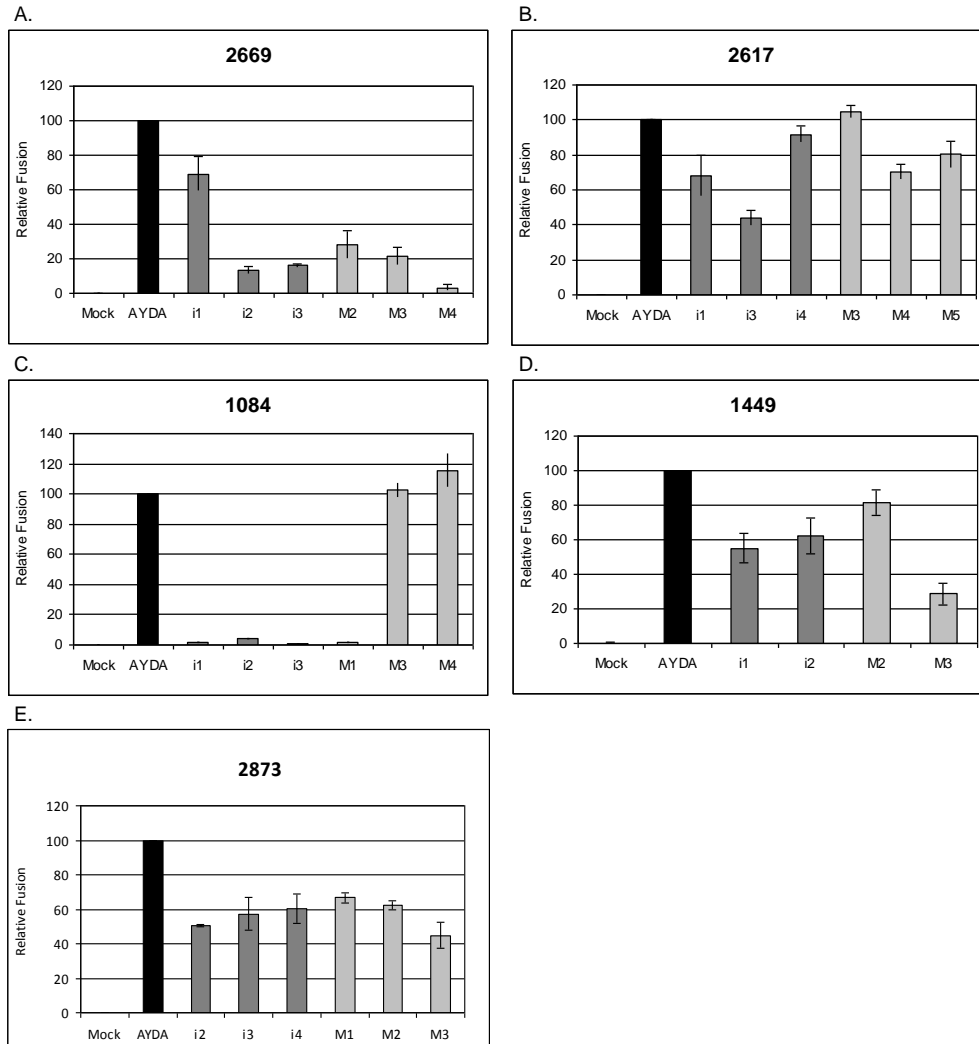 A.
2669
Relative Fusion
120
100
80
60
40
20
0
Mock AYDA i1 i2 i3 M2 M3 M4
B.
2617
Relative Fusion
120
100
80
60
40
20
0
Mock AYDA i1 i3 i4 M3 M4 M5
C.
1084
Relative Fusion
140
120
100
80
60
40
20
0
Mock AYDA i1 i2 i3 M1 M3 M4
D.
1449
Relative Fusion
120
100
80
60
40
20
0
Mock AYDA i1 i2 M2 M3
E.
2873
Relative Fusion
120
100
80
60
40
20
0
Mock AYDA i2 i3 i4 M1 M2 M3